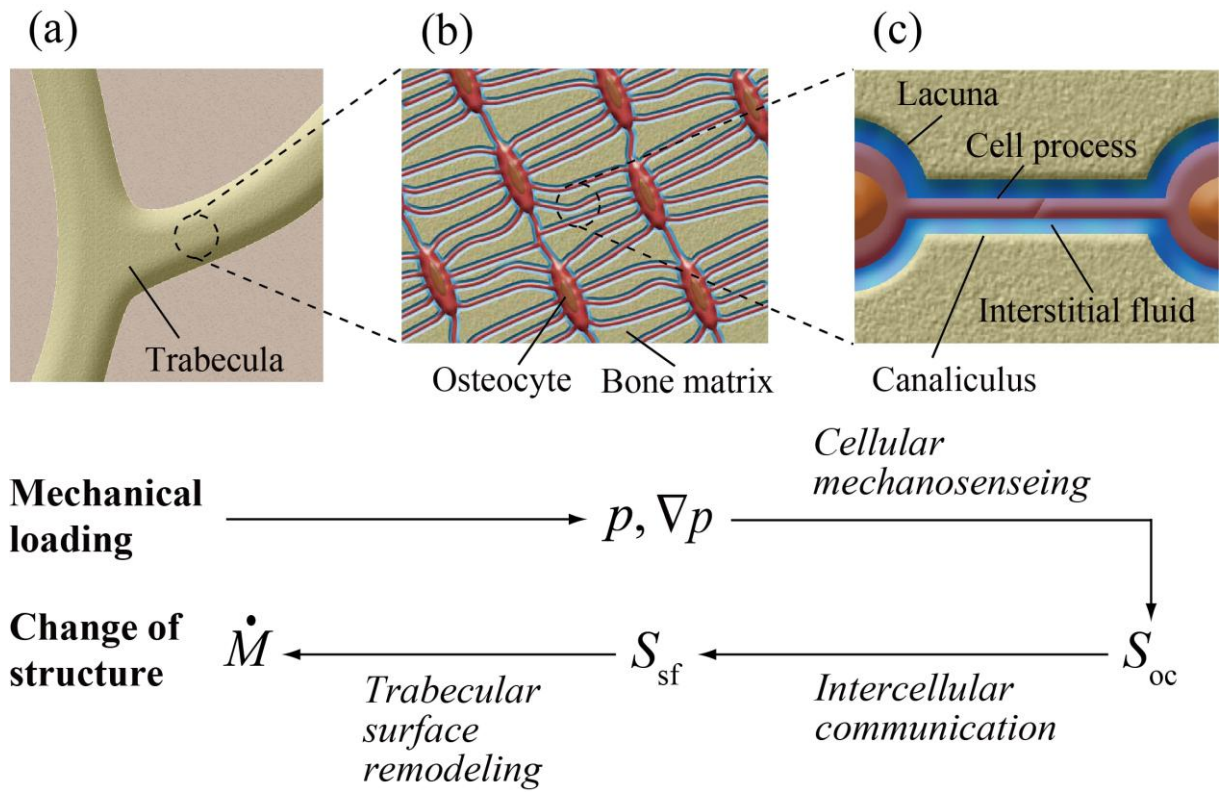 (a)
(b)
(c)
Lacuna
Cell process
Interstitial fluid
Trabecula
Osteocyte
Bone matrix
Canaliculus
Cellular
mechanosenseing
Mechanical
loading
p, ∇p
Change of
structure
Ṁ
S_sf
S_oc
Trabecular
surface
remodeling
Intercellular
communication